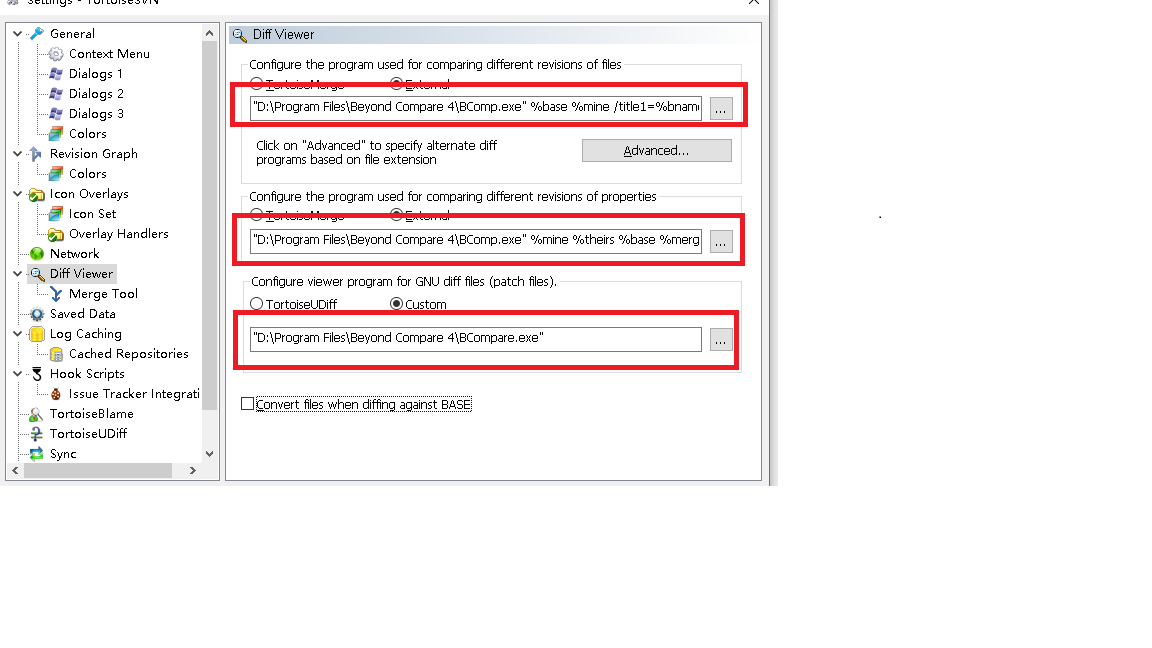 Settings - TortoiseSVN
General
Context Menu
Dialogs 1
Dialogs 2
Dialogs 3
Colors
Revision Graph
Colors
Icon Overlays
Icon Set
Overlay Handlers
Network
Diff Viewer
Merge Tool
Saved Data
Log Caching
Cached Repositories
Hook Scripts
Issue Tracker Integrati
TortoiseBlame
TortoiseUDiff
Sync
Diff Viewer
Configure the program used for comparing different revisions of files
TortoiseMerge
External
"D:\Program Files\Beyond Compare 4\BComp.exe" %base %mine /title1=%bnam
...
Click on "Advanced" to specify alternate diff
programs based on file extension
Advanced...
Configure the program used for comparing different revisions of properties
TortoiseMerge
External
"D:\Program Files\Beyond Compare 4\BComp.exe" %mine %theirs %base %merg
...
Configure viewer program for GNU diff files (patch files).
TortoiseUDiff
Custom
"D:\Program Files\Beyond Compare 4\BCompare.exe"
...
Convert files when diffing against BASE